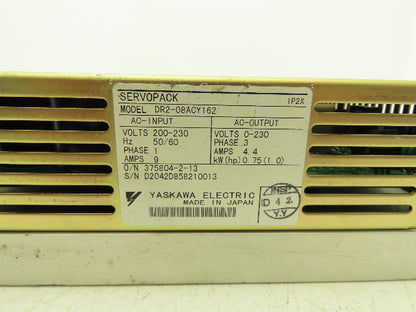 SERVOPACK
IP2X
MODEL DR2-08ACY162
AC-INPUT
VOLTS 200-230
Hz 50/60
PHASE 1
AMPS 9
AC-OUTPUT
VOLTS 0-230
PHASE 3
AMPS 4.4
kW(hp) 0.75(1.0)
O/N 375804-2-13
S/N D2042D858210013
YASKAWA ELECTRIC
MADE IN JAPAN
INSP
D 4 2
Y.Y